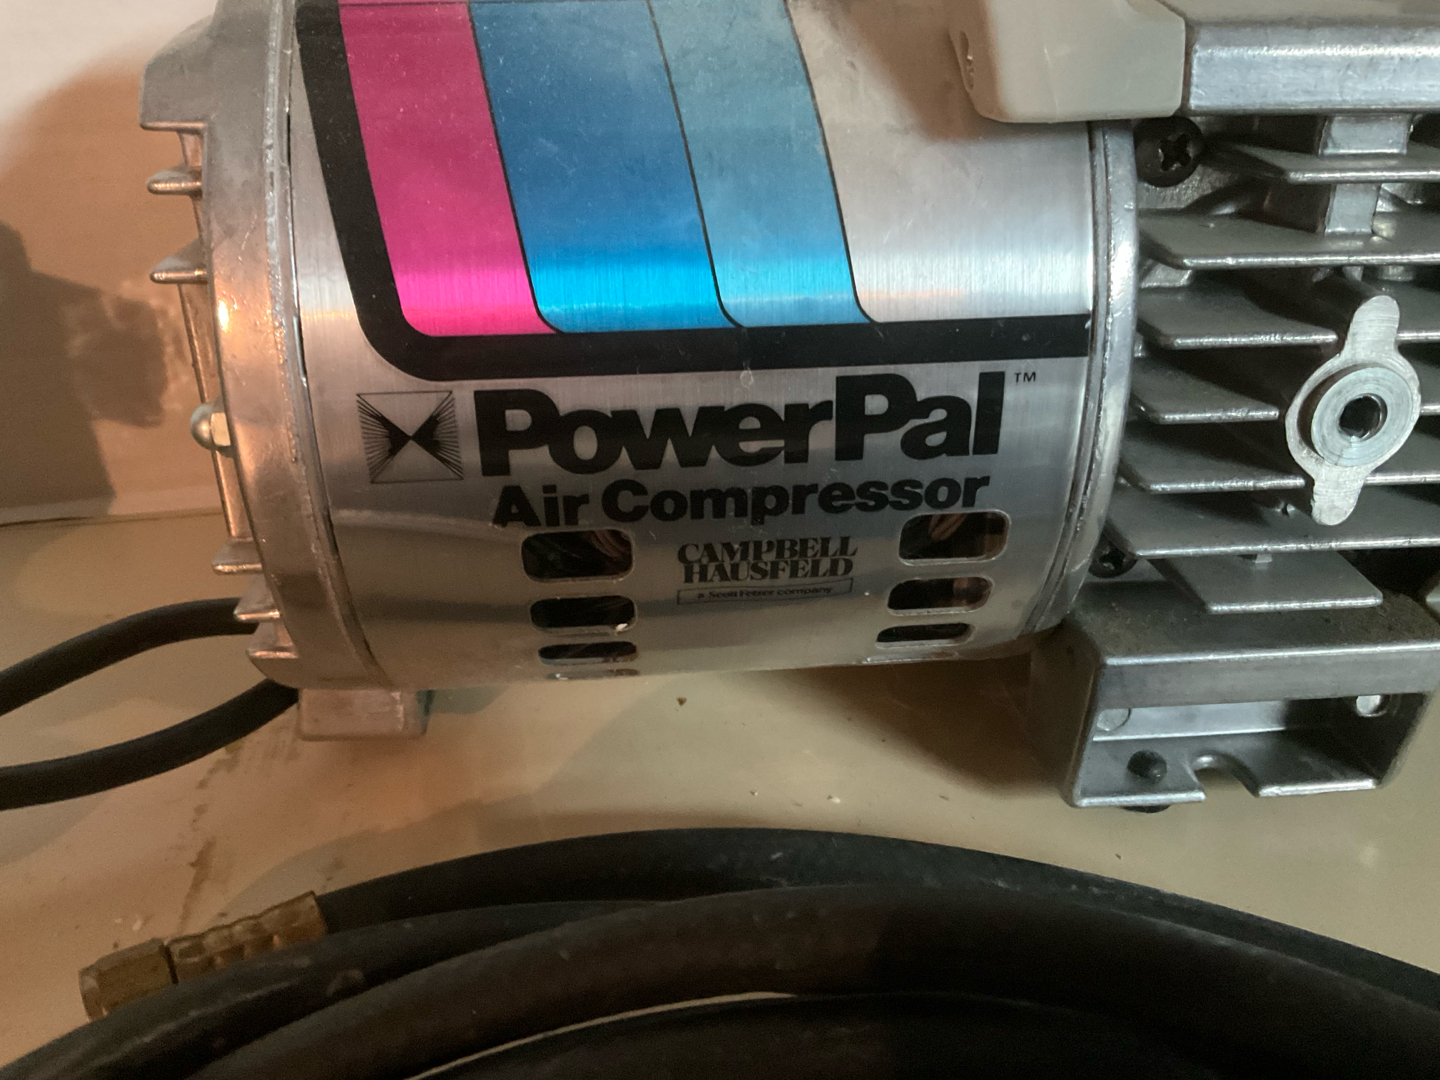 PowerPal™
Air Compressor
CAMPBELL
HAUSFELD
a Scott Fetzer company